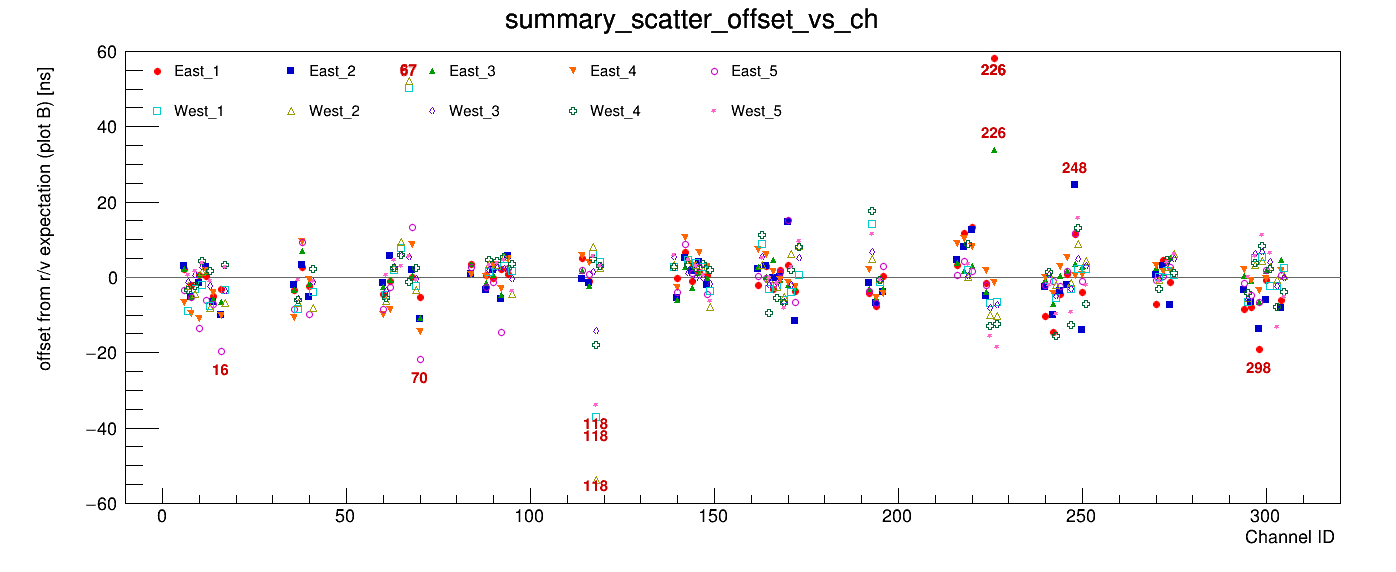 summary_scatter_offset_vs_ch
offset from r/v expectation (plot B) [ns]
60
40
20
0
−20
−40
−60
East_1 East_2 East_3 East_4 East_5
West_1 West_2 West_3 West_4 West_5
67
226
226
248
16
70
298
118
118
118
0 50 100 150 200 250 300
Channel ID